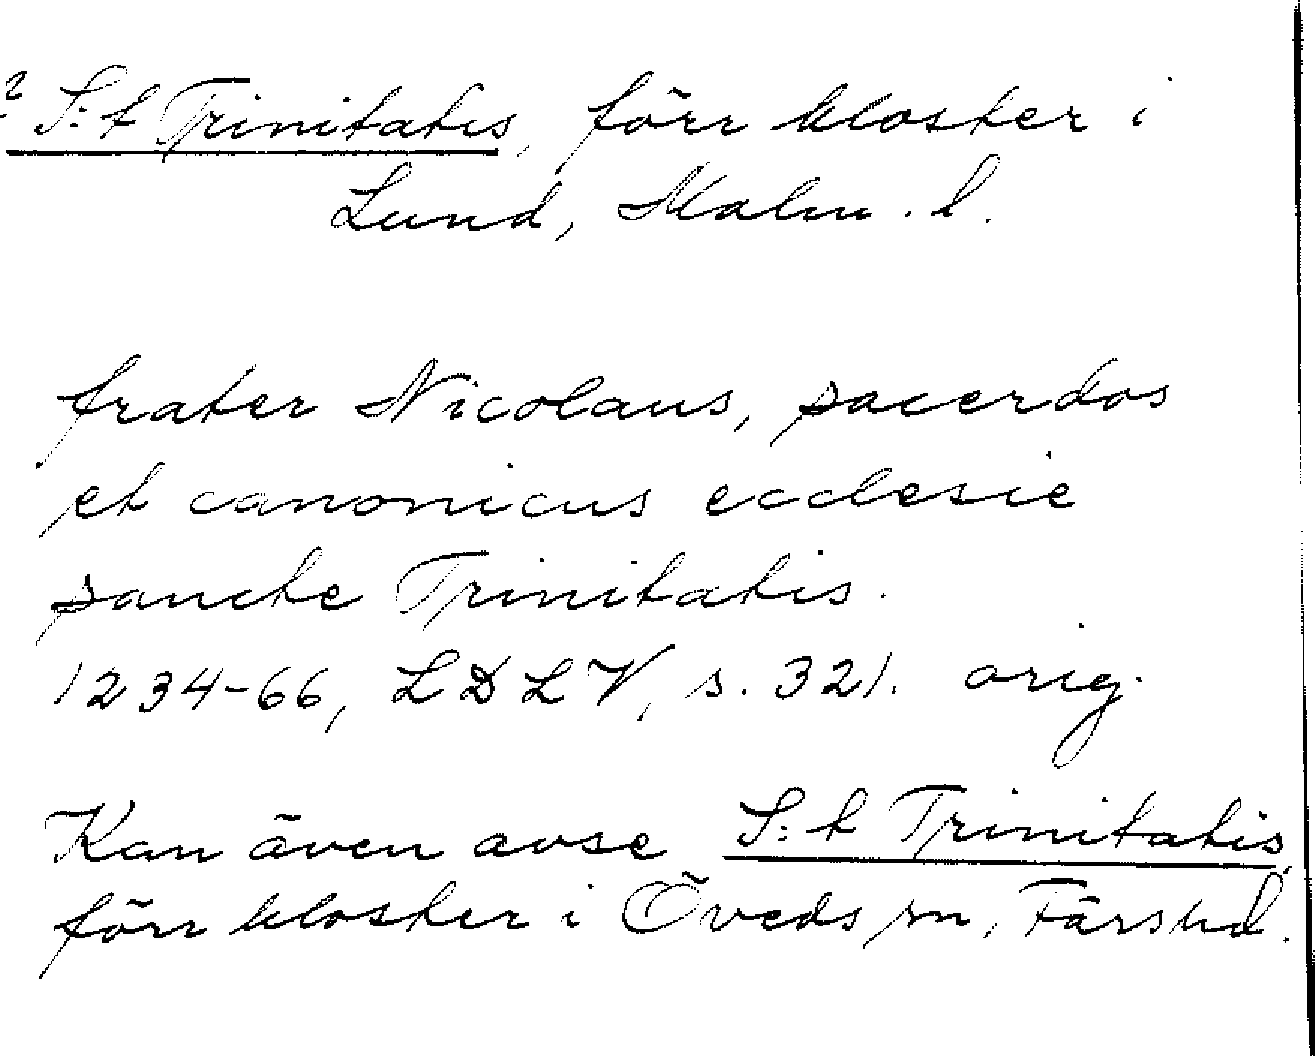 ? S:t Trinitatis, förr kloster i
Lund, Malm. l.
frater Nicolaus, sacerdos
et canonicus ecclesie
sancte Trinitatis.
1234-66, LDLV, s. 321. orig.
Kan även avse S:t Trinitatis,
förr kloster i Öveds sn, Färs hd.